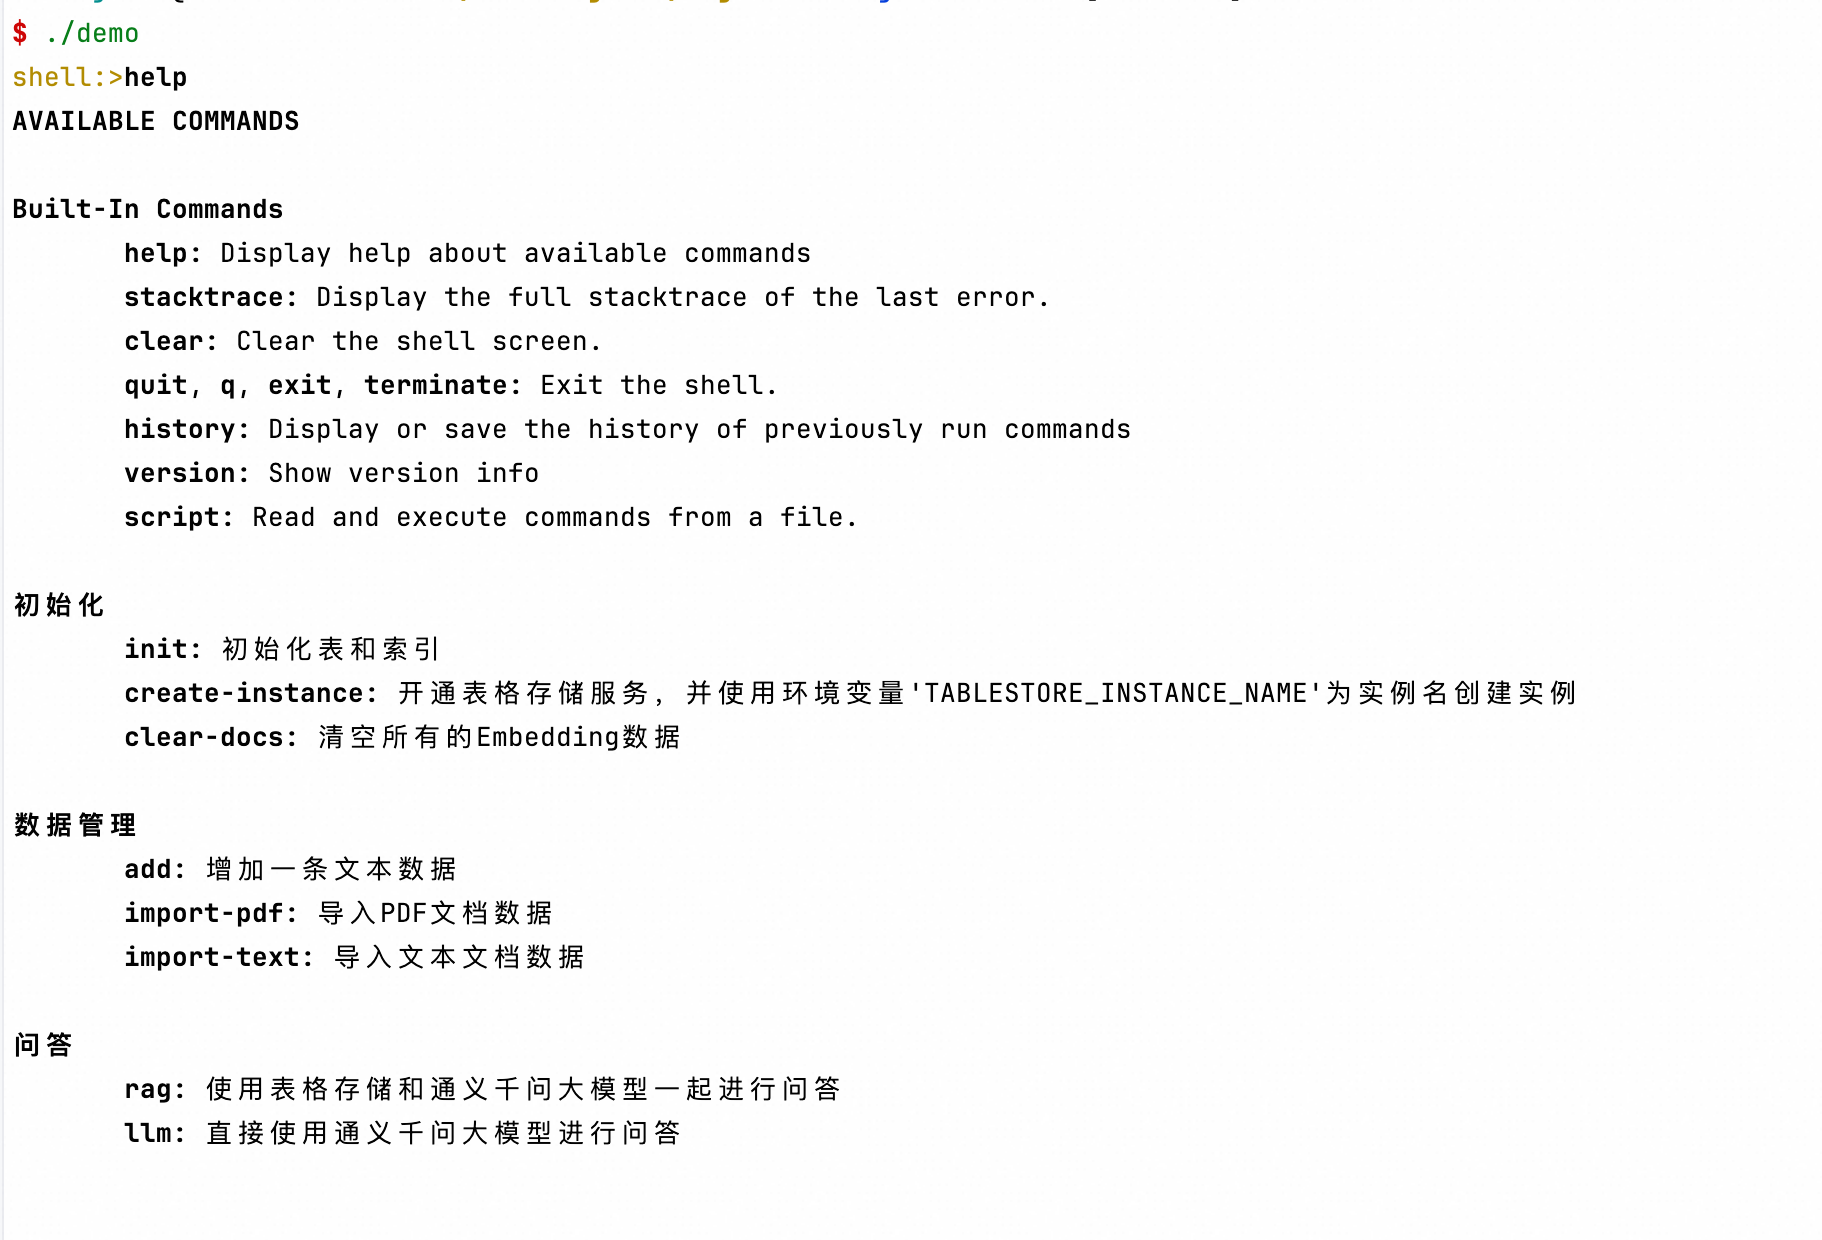 $ ./demo
shell:>help
AVAILABLE COMMANDS
Built-In Commands
help: Display help about available commands
stacktrace: Display the full stacktrace of the last error.
clear: Clear the shell screen.
quit, q, exit, terminate: Exit the shell.
history: Display or save the history of previously run commands
version: Show version info
script: Read and execute commands from a file.
初始化
init: 初始化表和索引
create-instance: 开通表格存储服务，并使用环境变量'TABLESTORE_INSTANCE_NAME'为实例名创建实例
clear-docs: 清空所有的Embedding数据
数据管理
add: 增加一条文本数据
import-pdf: 导入PDF文档数据
import-text: 导入文本文档数据
问答
rag: 使用表格存储和通义千问大模型一起进行问答
llm: 直接使用通义千问大模型进行问答